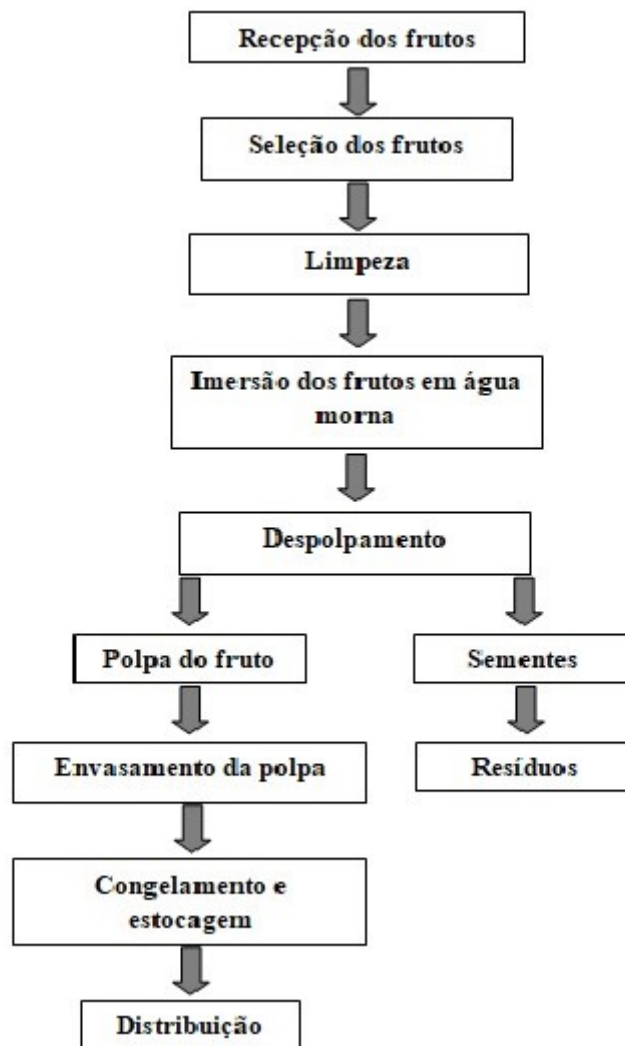 Recepção dos frutos
Seleção dos frutos
Limpeza
Imersão dos frutos em água
morna
Despolpamento
Polpa do fruto
Sementes
Envasamento da polpa
Resíduos
Congelamento e
estocagem
Distribuição